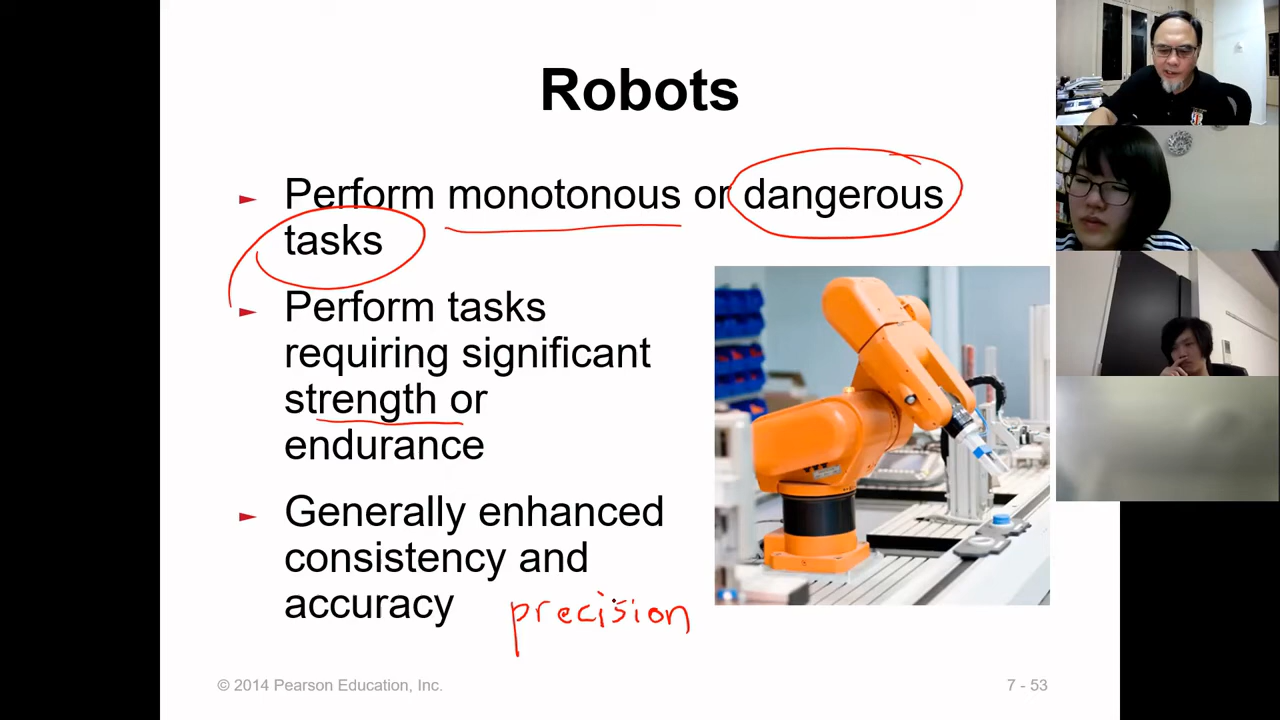 Robots
► Perform monotonous or dangerous
tasks
► Perform tasks
requiring significant
strength or
endurance
► Generally enhanced
consistency and
accuracy
precision
© 2014 Pearson Education, Inc.
7 - 53